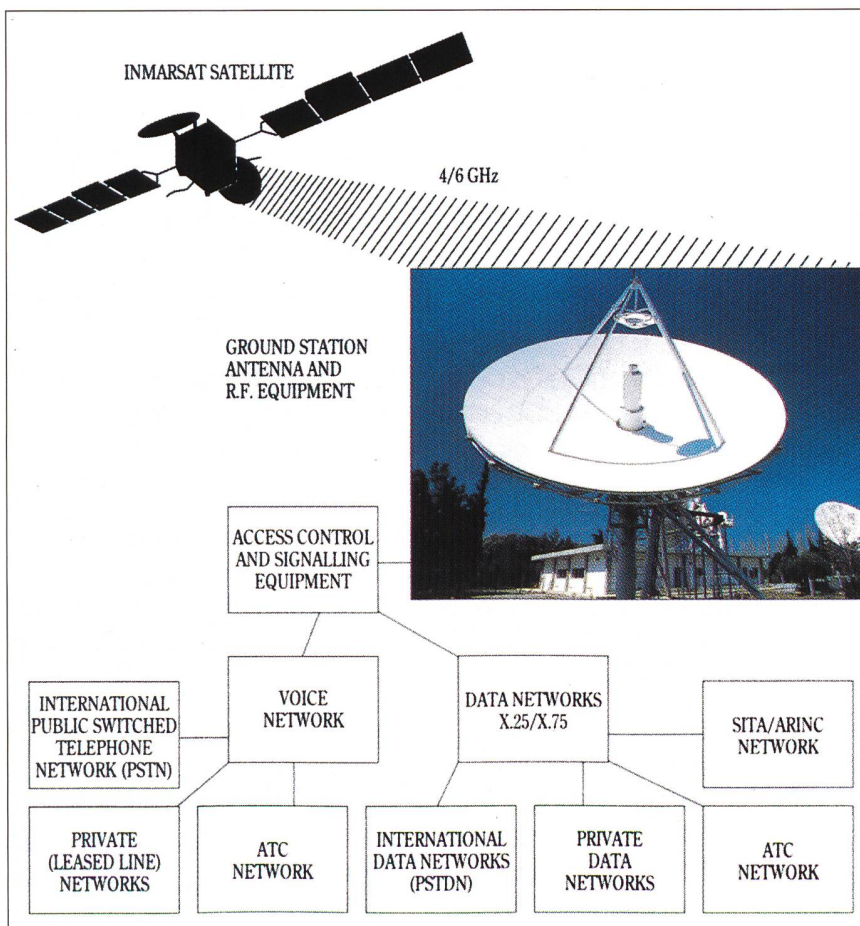 INMARSAT SATELLITE
4/6 GHz
GROUND STATION
ANTENNA AND
R.F. EQUIPMENT
ACCESS CONTROL
AND SIGNALLING
EQUIPMENT
INTERNATIONAL
PUBLIC SWITCHED
TELEPHONE
NETWORK (PSTN)
VOICE
NETWORK
DATA NETWORKS
X.25/X.75
SITA/ARINC
NETWORK
PRIVATE
(LEASED LINE)
NETWORKS
ATC
NETWORK
INTERNATIONAL
DATA NETWORKS
(PSTDN)
PRIVATE
DATA
NETWORKS
ATC
NETWORK